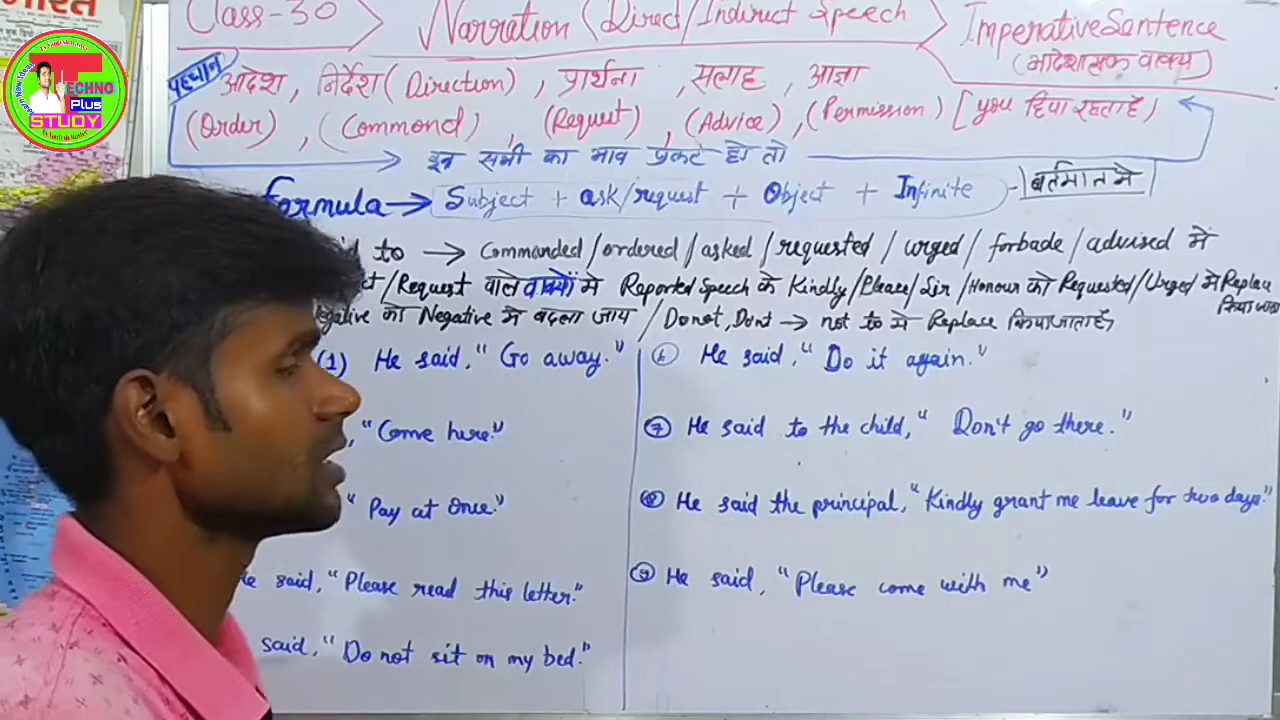 Class-30 Narration (Direct/Indirect Speech Imperative Sentence
(आदेशात्मक वाक्य)
पहचान
आदेश, निर्देश (Direction), प्रार्थना, सलाह, आज्ञा
(Order), (Commond), (Request), (Advice), (Permission) [you छिपा रहता है)
इन सभी का भाव प्रकट हो तो
formula → Subject + ask/request + Object + Infinite - वर्तमान मे
to → Commanded/ordered/asked/requested/urged/forbade/advised में
/Request वाले वाक्यों में Reported Speech के Kindly/Please/Sir/Honour को Requested/Urged में Replace
किया जाय
को Negative में बदला जाय / Do not, Dont → not to में Replace किया जाता है,
(1) He said, "Go away."
"Come here."
"Pay at once."
He said, "Please read this letter."
said, "Do not sit on my bed."
He said, "Do it again."
(7) He said to the child, "Don't go there."
(8) He said the principal, "Kindly grant me leave for two days."
(9) He said, "Please come with me"
TECHNO
Plus
STUDY
भारत